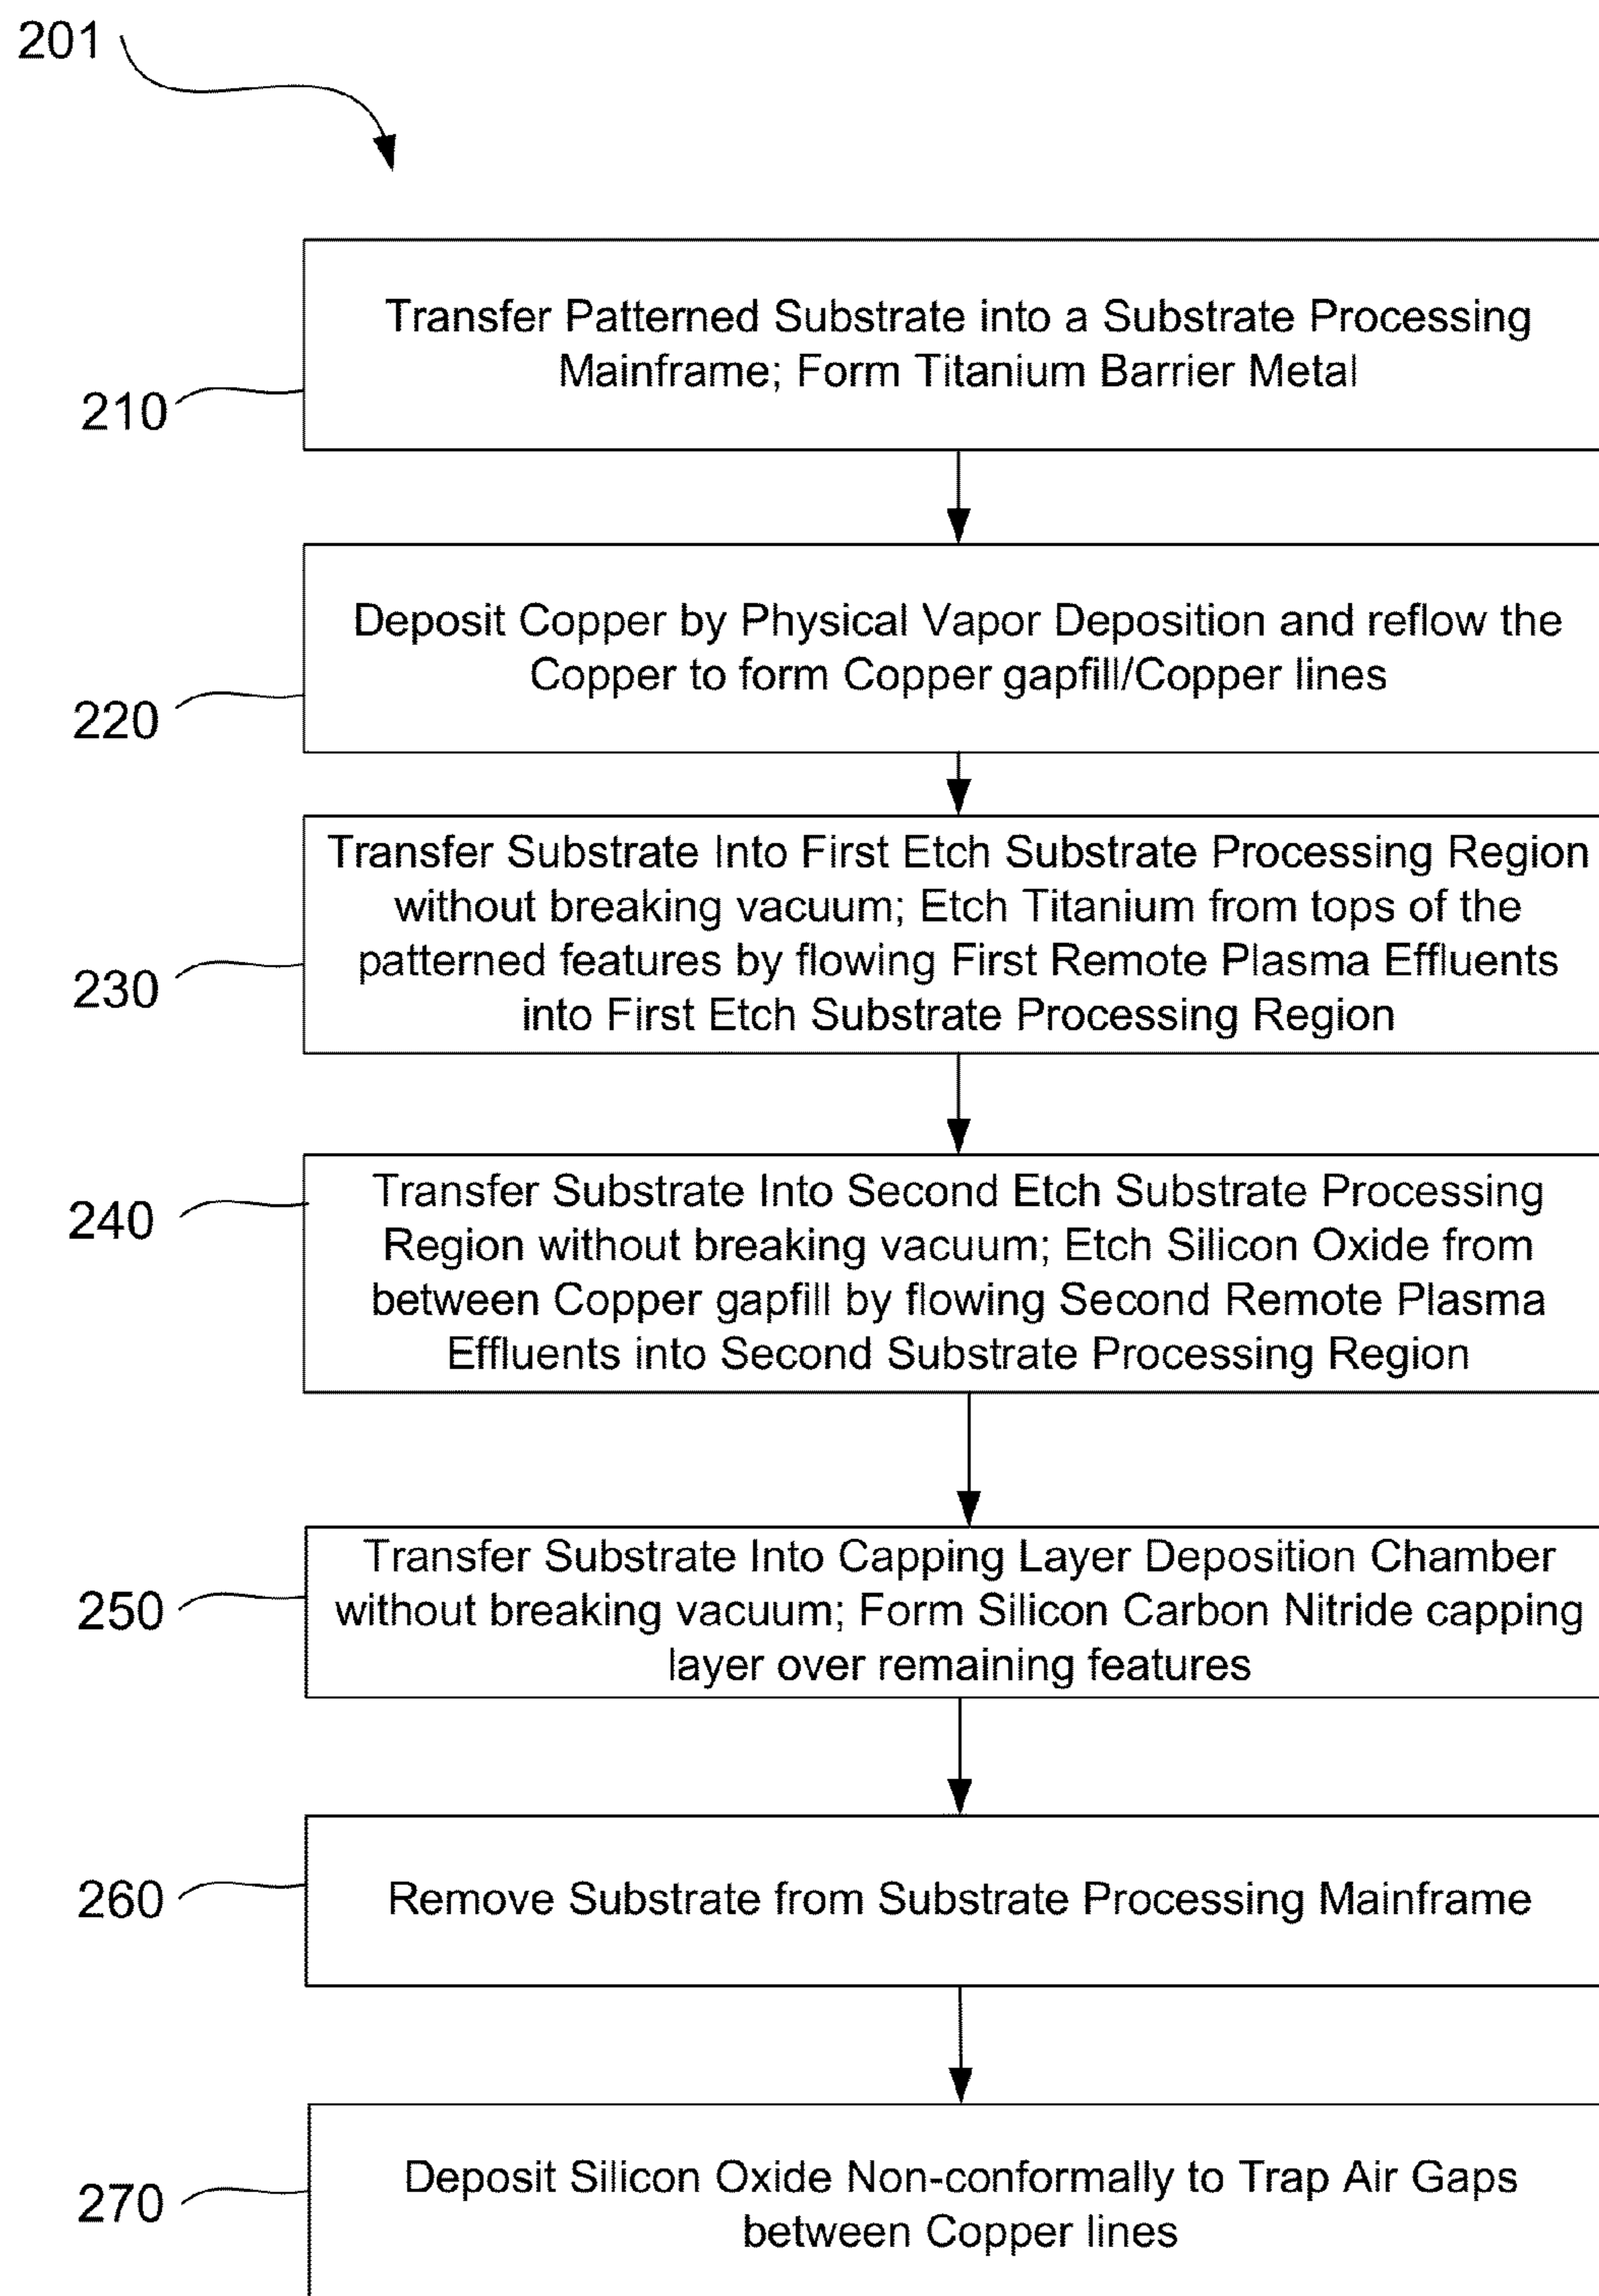 201
Transfer Patterned Substrate into a Substrate Processing
Mainframe; Form Titanium Barrier Metal
210
Deposit Copper by Physical Vapor Deposition and reflow the
Copper to form Copper gapfill/Copper lines
220
Transfer Substrate Into First Etch Substrate Processing Region
without breaking vacuum; Etch Titanium from tops of the
patterned features by flowing First Remote Plasma Effluents
into First Etch Substrate Processing Region
230
Transfer Substrate Into Second Etch Substrate Processing
Region without breaking vacuum; Etch Silicon Oxide from
between Copper gapfill by flowing Second Remote Plasma
Effluents into Second Substrate Processing Region
240
Transfer Substrate Into Capping Layer Deposition Chamber
without breaking vacuum; Form Silicon Carbon Nitride capping
layer over remaining features
250
Remove Substrate from Substrate Processing Mainframe
260
Deposit Silicon Oxide Non-conformally to Trap Air Gaps
between Copper lines
270